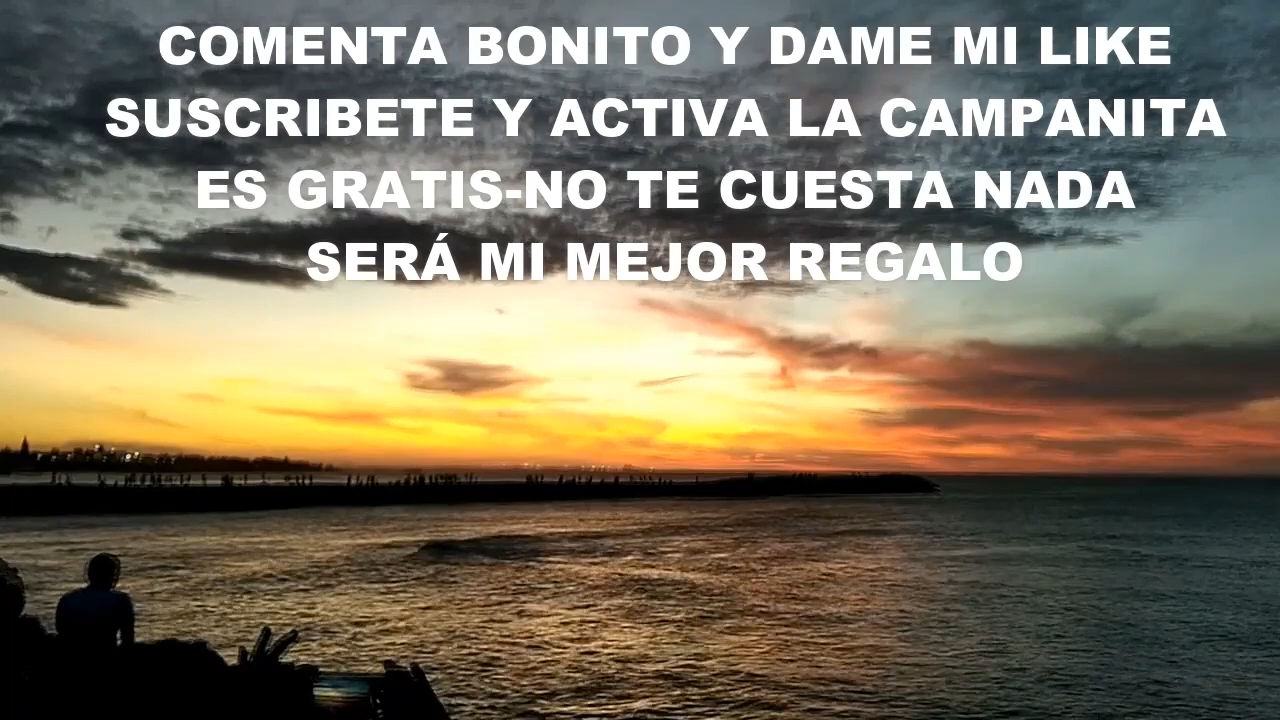 COMENTA BONITO Y DAME MI LIKE
SUSCRIBETE Y ACTIVA LA CAMPANITA
ES GRATIS-NO TE CUESTA NADA
SERÁ MI MEJOR REGALO